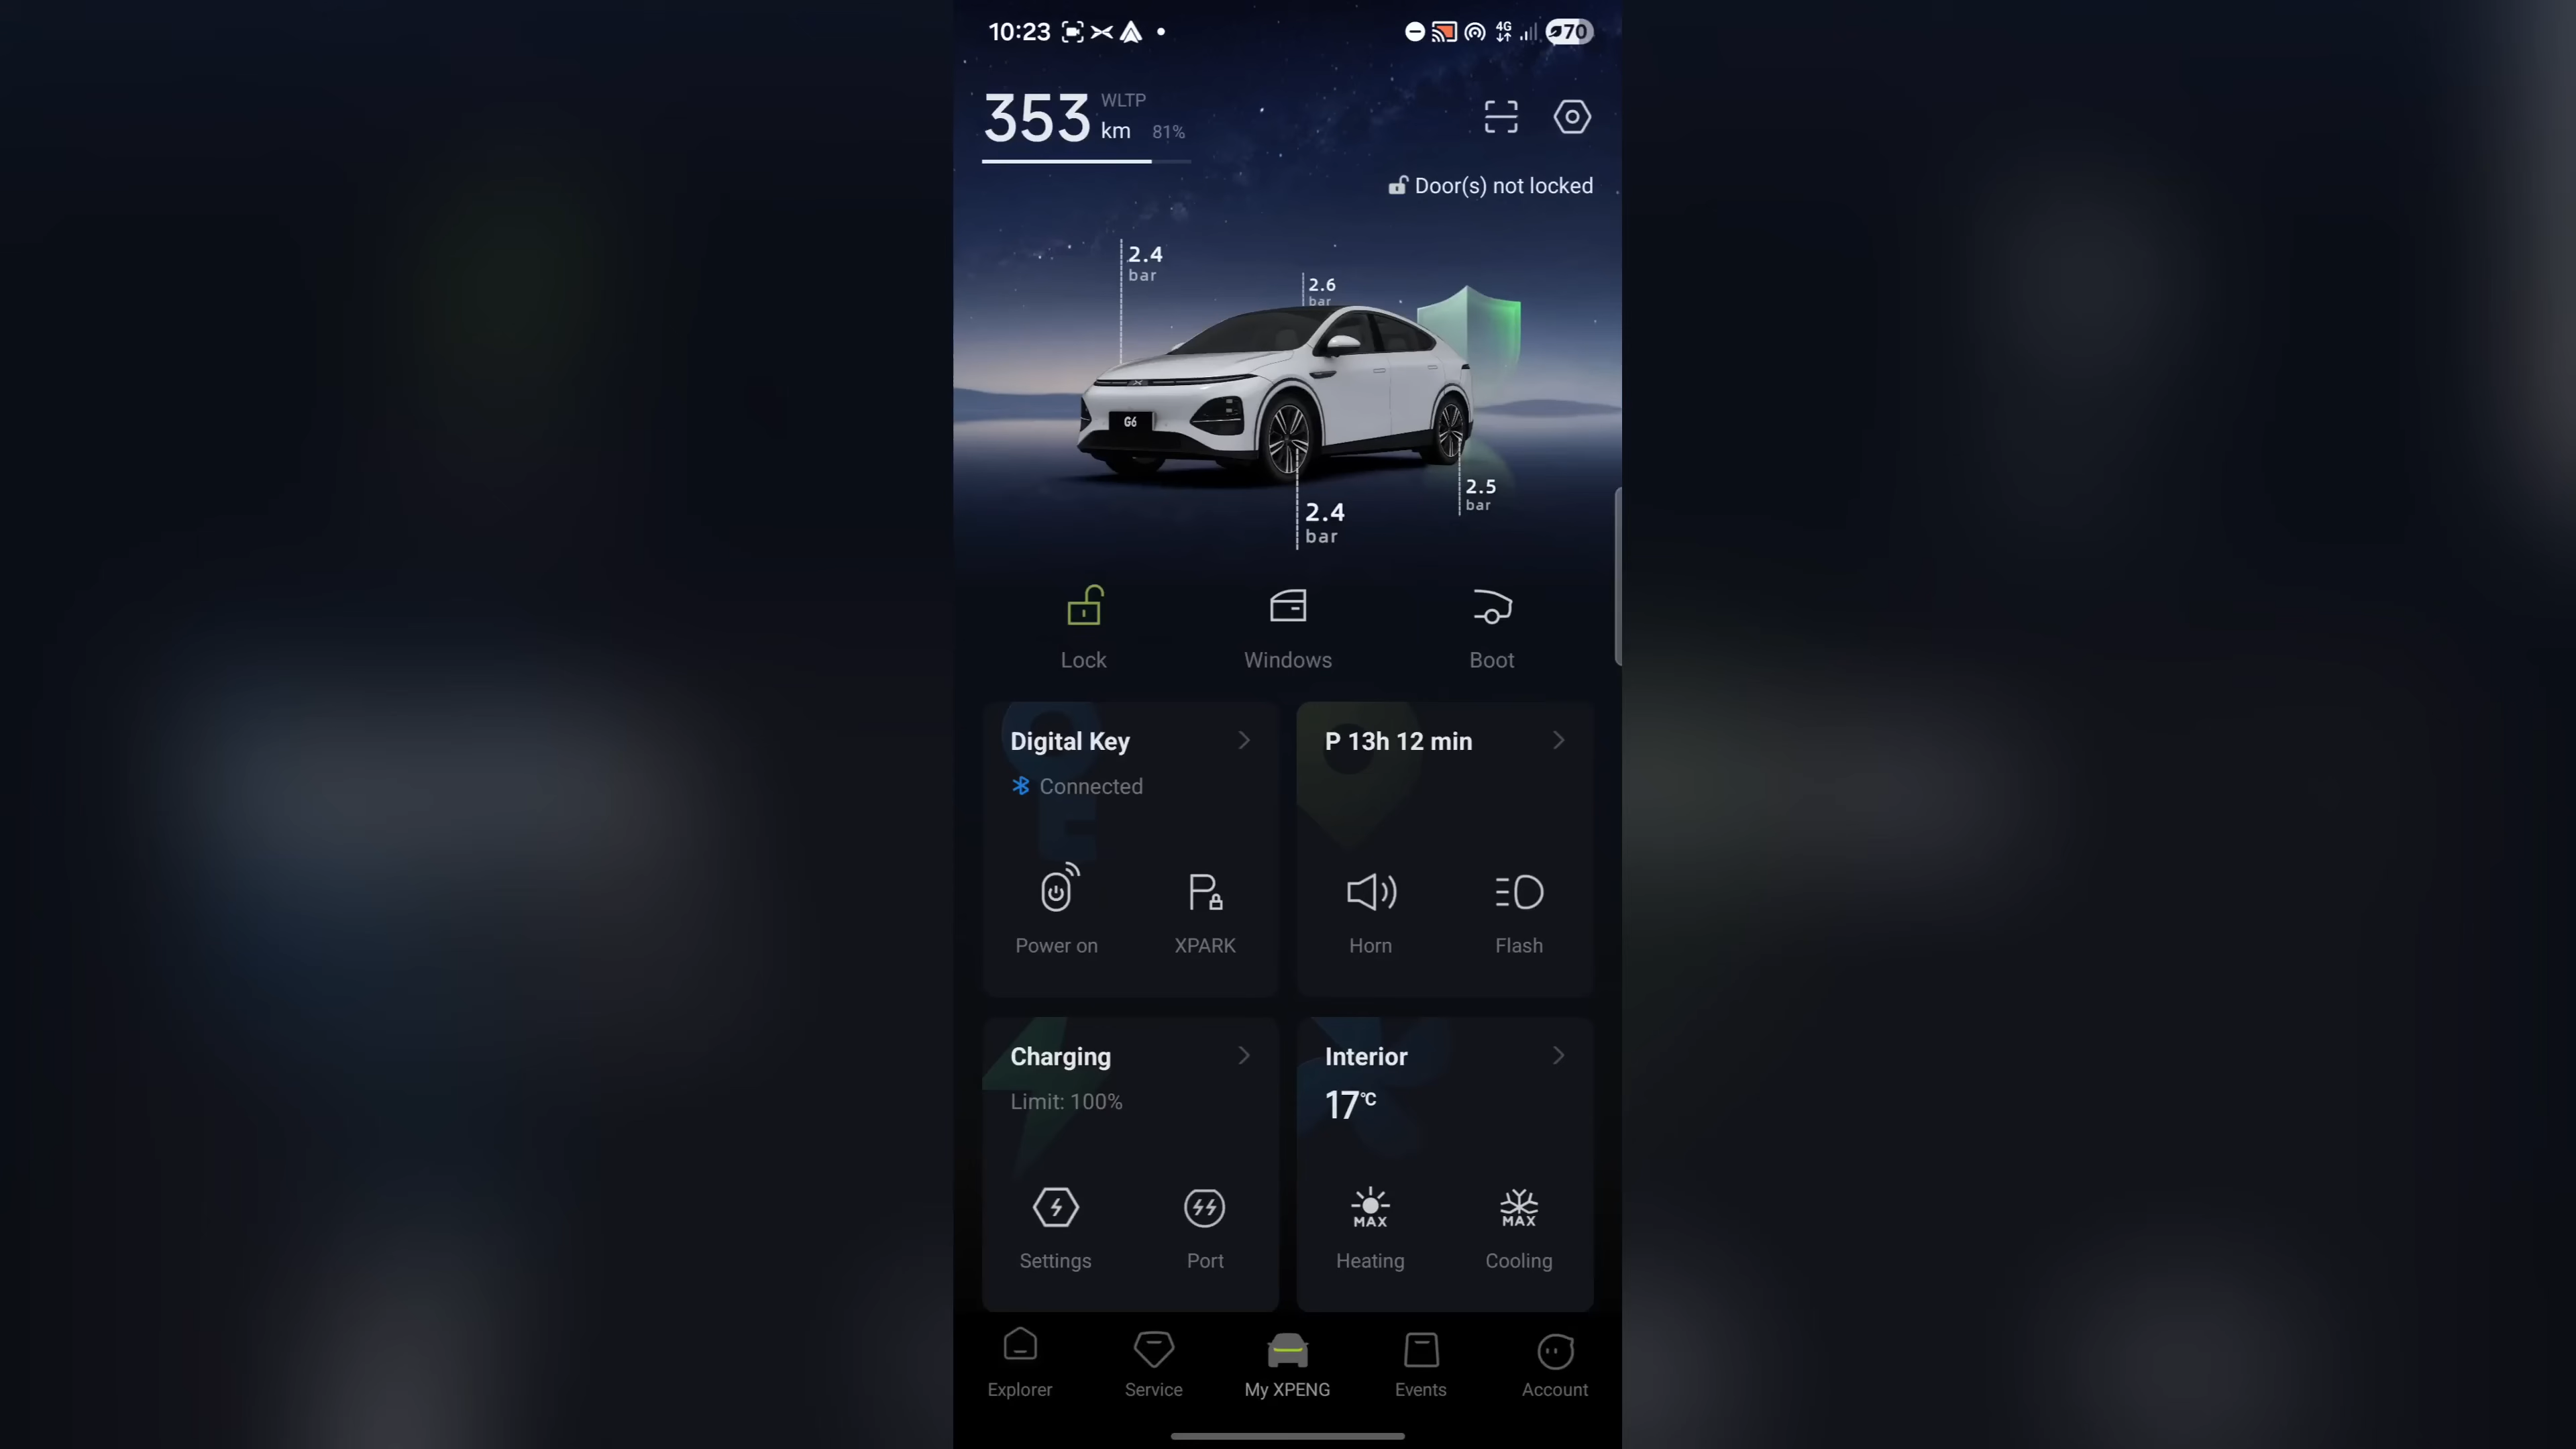 10:23
4G
70
353 WLTP
km 81%
Door(s) not locked
2.4
bar
2.6
bar
G6
2.5
bar
2.4
bar
Lock
Windows
Boot
Digital Key
Connected
P 13h 12 min
Power on
XPARK
Horn
Flash
Charging
Limit: 100%
Interior
17°C
MAX
MAX
Settings
Port
Heating
Cooling
Explorer
Service
My XPENG
Events
Account